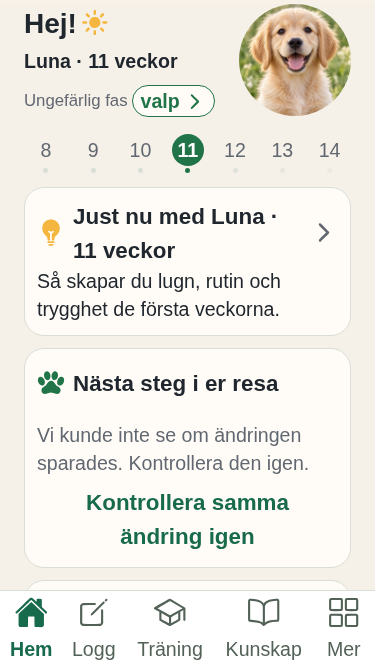 Hej!
Luna · 11 veckor
Ungefärlig fas valp
8 9 10 11 12 13 14
Just nu med Luna ·
11 veckor
Så skapar du lugn, rutin och
trygghet de första veckorna.
Nästa steg i er resa
Vi kunde inte se om ändringen
sparades. Kontrollera den igen.
Kontrollera samma
ändring igen
Hem Logg Träning Kunskap Mer